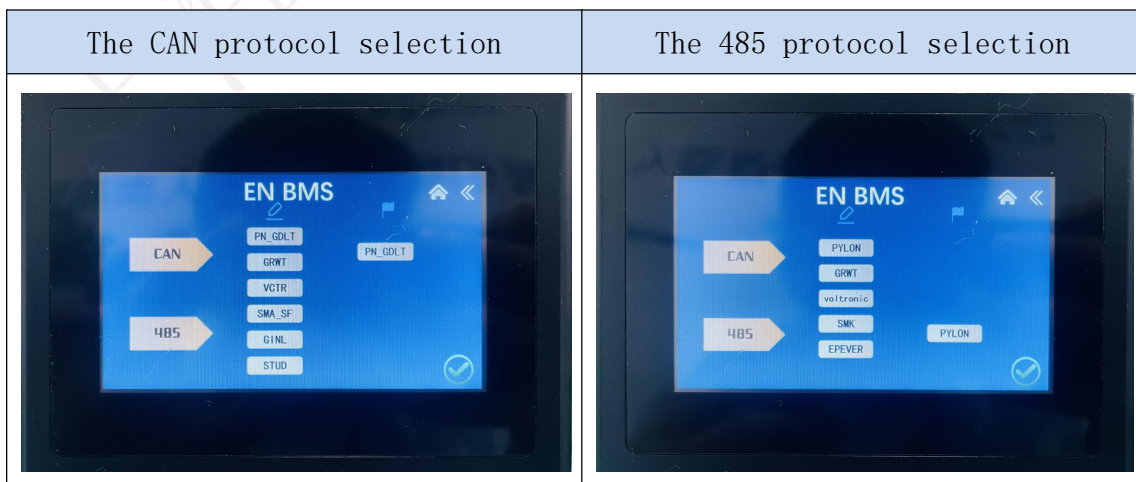 The CAN protocol selection
The 485 protocol selection
EN BMS
CAN
485
PN_GDLT
GRWT
VCTR
SMA_SF
GINL
STUD
PN_GDLT
EN BMS
CAN
485
PYLON
GRWT
voltronic
SMK
EPEVER
PYLON